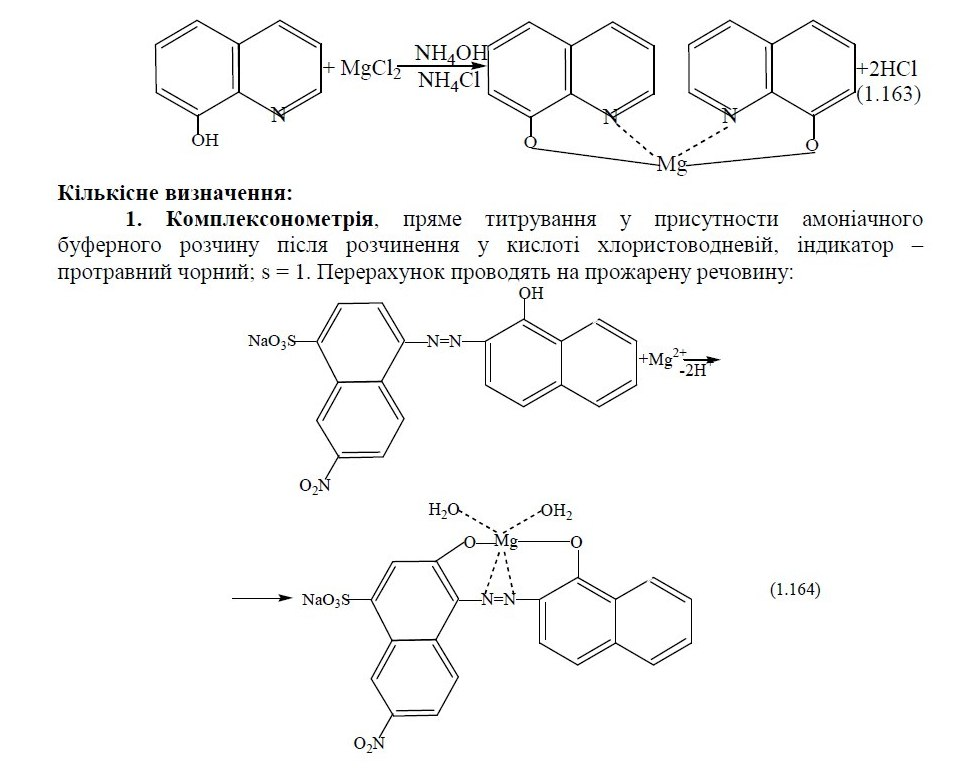 N
OH
+ MgCl2
NH4OH
NH4Cl
N
O
N
O
Mg
+2HCl
(1.163)
Кількісне визначення:
1. Комплексонометрія, пряме титрування у присутности амоніачного
буферного розчину після розчинення у кислоті хлористоводневій, індикатор –
протравний чорний; s = 1. Перерахунок проводять на прожарену речовину:
OH
NaO3S
N=N
+Mg2+
-2H+
O2N
H2O
OH2
O
Mg
O
NaO3S
N=N
(1.164)
O2N